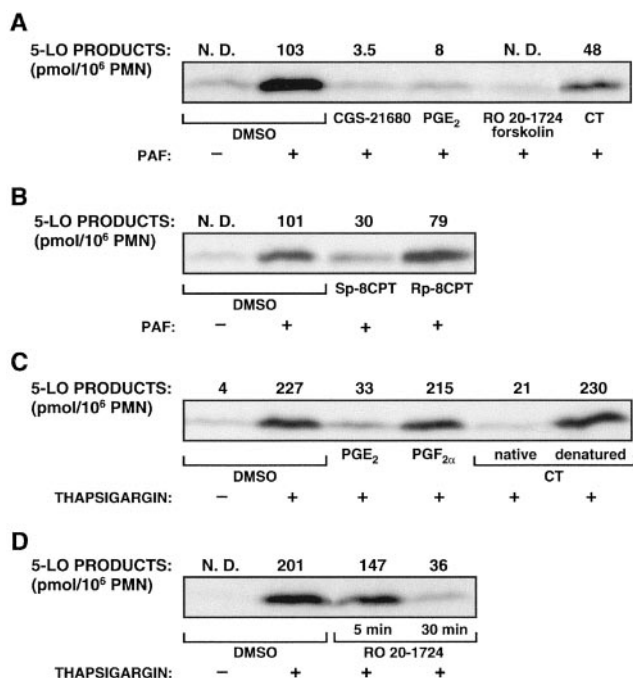 A
5-LO PRODUCTS: N. D. 103 3.5 8 N. D. 48
(pmol/10⁶ PMN)
CGS-21680 PGE₂ RO 20-1724 CT
DMSO forskolin
PAF: – + + + + +
B
5-LO PRODUCTS: N. D. 101 30 79
(pmol/10⁶ PMN)
Sp-8CPT Rp-8CPT
DMSO
PAF: – + + +
C
5-LO PRODUCTS: 4 227 33 215 21 230
(pmol/10⁶ PMN)
PGE₂ PGF₂α native denatured
DMSO CT
THAPSIGARGIN: – + + + + +
D
5-LO PRODUCTS: N. D. 201 147 36
(pmol/10⁶ PMN)
5 min 30 min
DMSO RO 20-1724
THAPSIGARGIN: – + + +